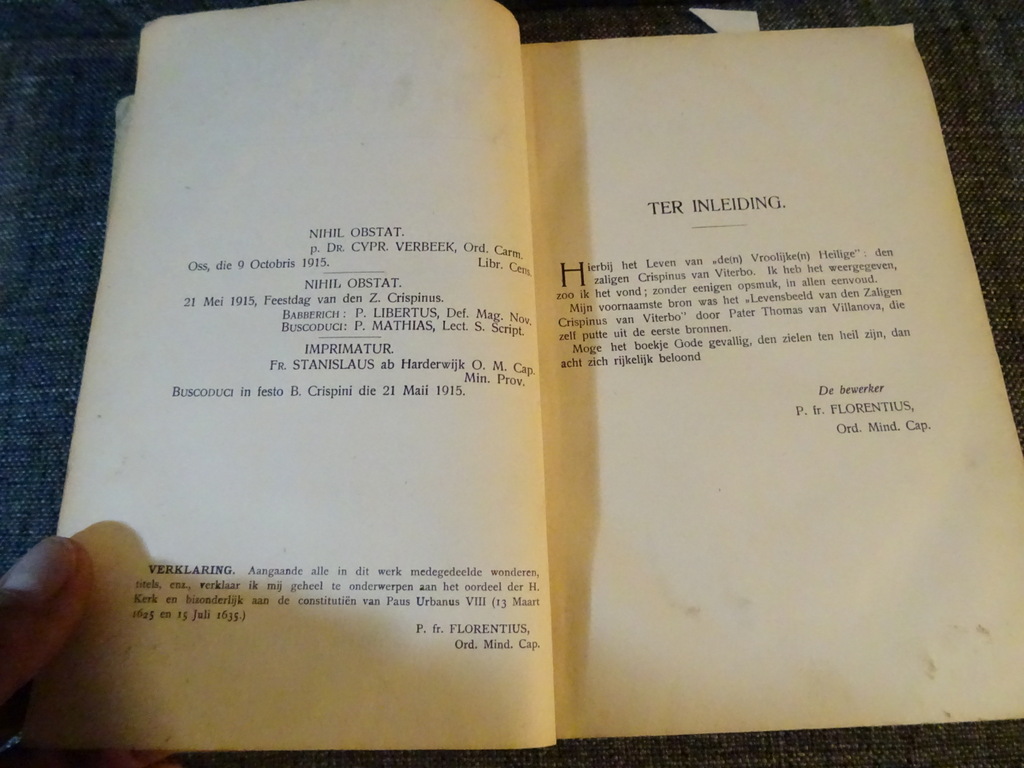 NIHIL OBSTAT.
p. DR. CYPR. VERBEEK, Ord. Carm.
Oss, die 9 Octobris 1915. Libr. Cens.
NIHIL OBSTAT.
21 Mei 1915, Feestdag van den Z. Crispinus.
BABBERICH: P. LIBERTUS, Def. Mag. Nov.
BUSCODUCI: P. MATHIAS, Lect. S. Script.
IMPRIMATUR.
FR. STANISLAUS ab Harderwijk O. M. Cap.
Min. Prov.
BUSCODUCI in festo B. Crispini die 21 Maii 1915.
VERKLARING. Aangaande alle in dit werk medegedeelde wonderen,
titels, enz., verklaar ik mij geheel te onderwerpen aan het oordeel der H.
Kerk en bisonderlijk aan de constitutiën van Paus Urbanus VIII (13 Maart
1625 en 15 Juli 1635.)
P. fr. FLORENTIUS,
Ord. Mind. Cap.
TER INLEIDING.
Hierbij het Leven van „de(n) Vroolijke(n) Heilige": den
zaligen Crispinus van Viterbo. Ik heb het weergegeven,
zoo ik het vond; zonder eenigen opsmuk, in allen eenvoud.
Mijn voornaamste bron was het „Levensbeeld van den Zaligen
Crispinus van Viterbo" door Pater Thomas van Villanova, die
zelf putte uit de eerste bronnen.
Moge het boekje Gode gevallig, den zielen ten heil zijn, dan
acht zich rijkelijk beloond
De bewerker
P. fr. FLORENTIUS,
Ord. Mind. Cap.